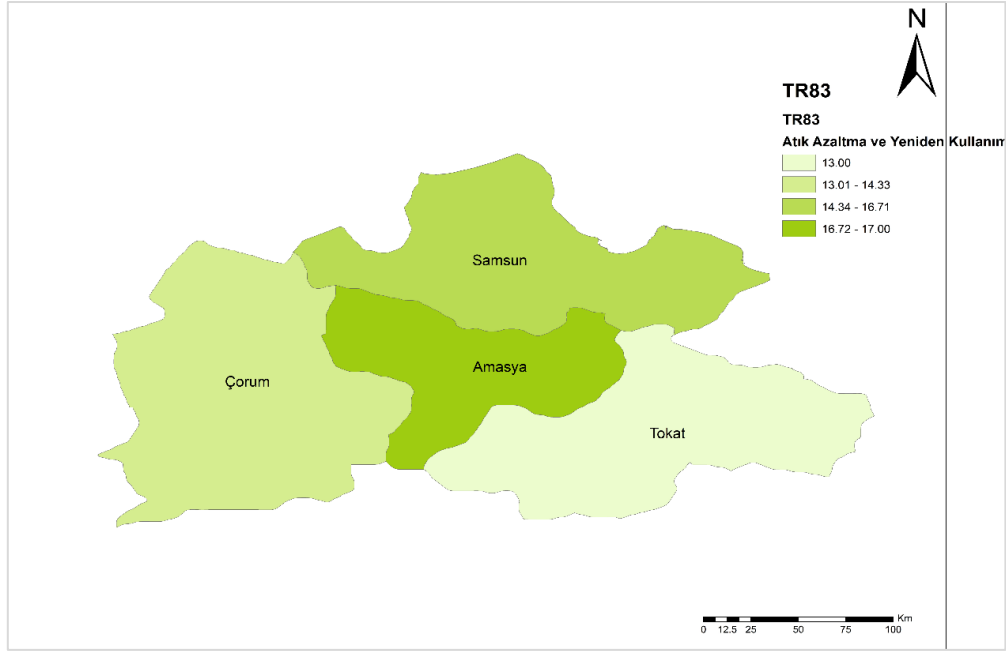 N
TR83
TR83
Atık Azaltma ve Yeniden Kullanım
13.00
13.01 - 14.33
14.34 - 16.71
16.72 - 17.00
Samsun
Amasya
Çorum
Tokat
Km
0 12.5 25 50 75 100